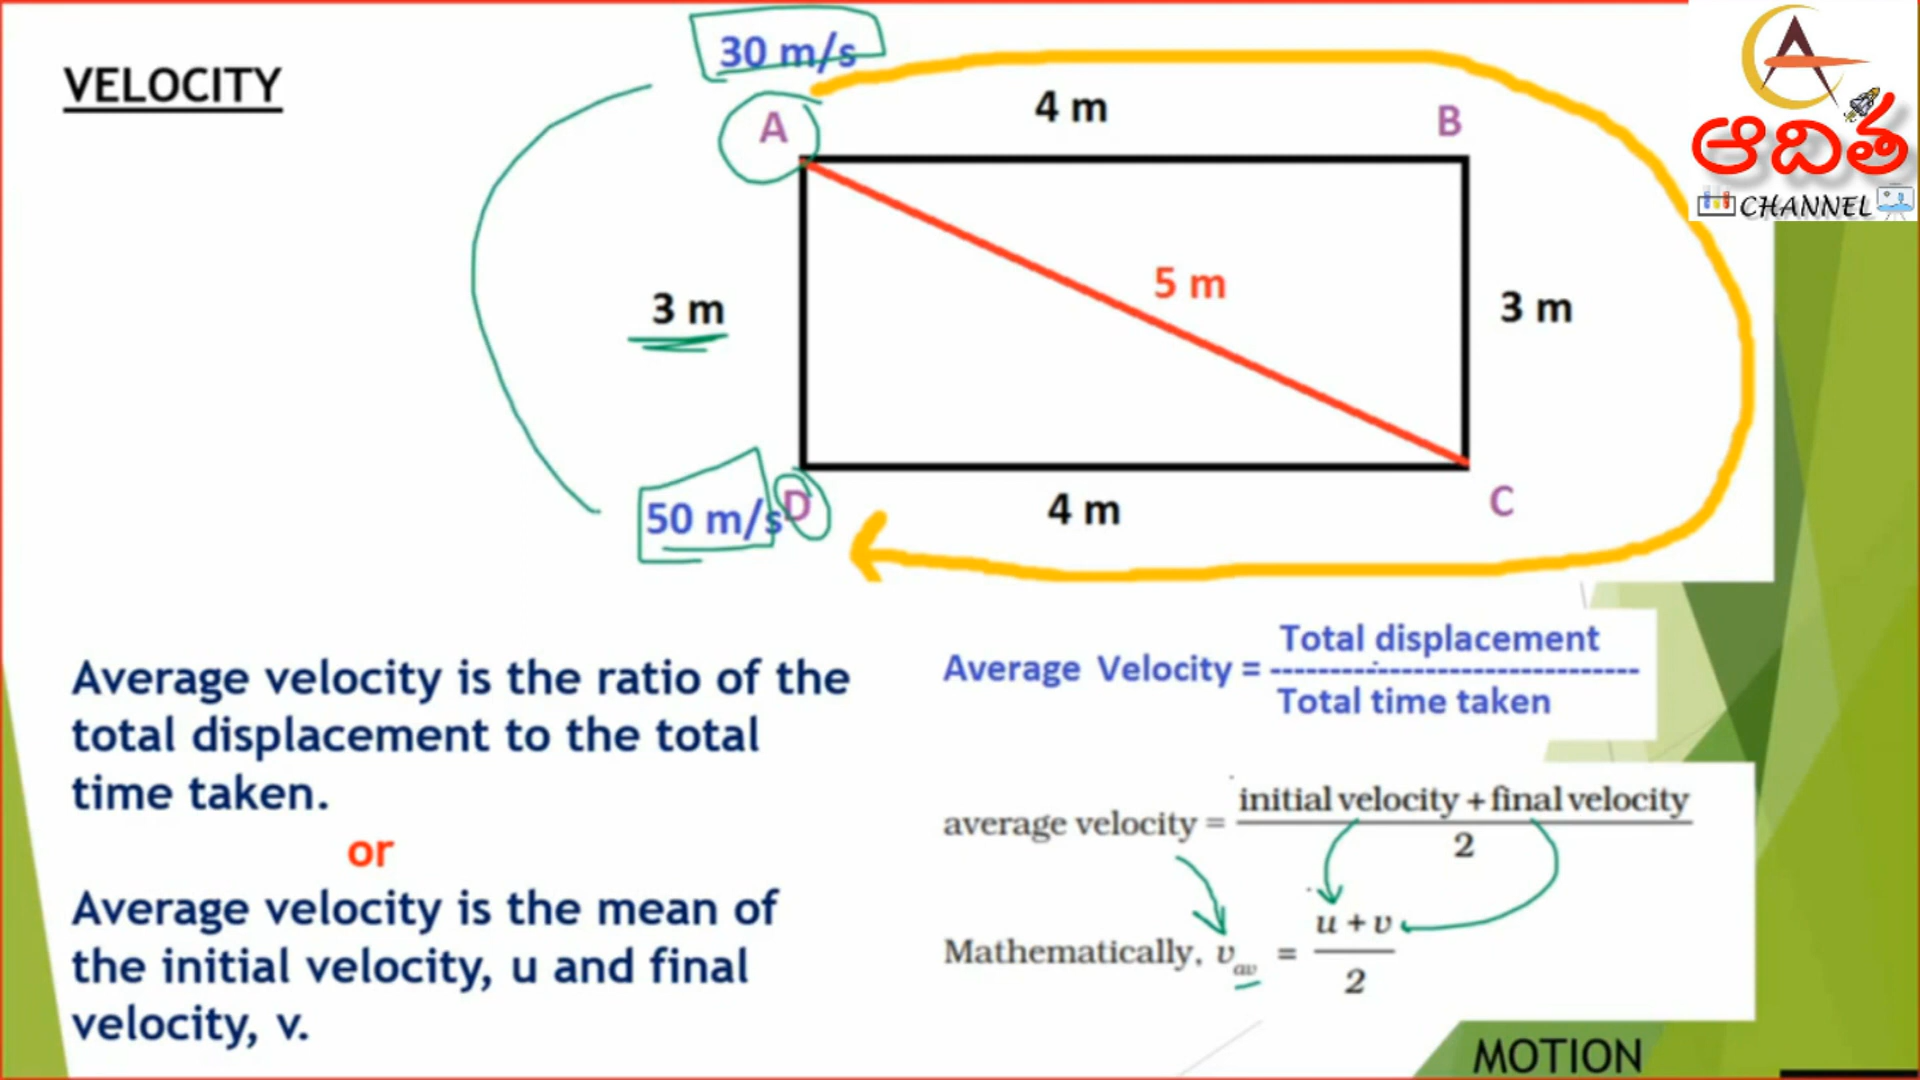 VELOCITY
30 m/s
A
4 m
B
3 m
5 m
3 m
50 m/s
D
4 m
C
ఆదిత్య
CHANNEL
Average velocity is the ratio of the
total displacement to the total
time taken.
or
Average velocity is the mean of
the initial velocity, u and final
velocity, v.
Average Velocity = Total displacement
Total time taken
average velocity = initial velocity + final velocity
2
Mathematically, v av = u + v
2
MOTION